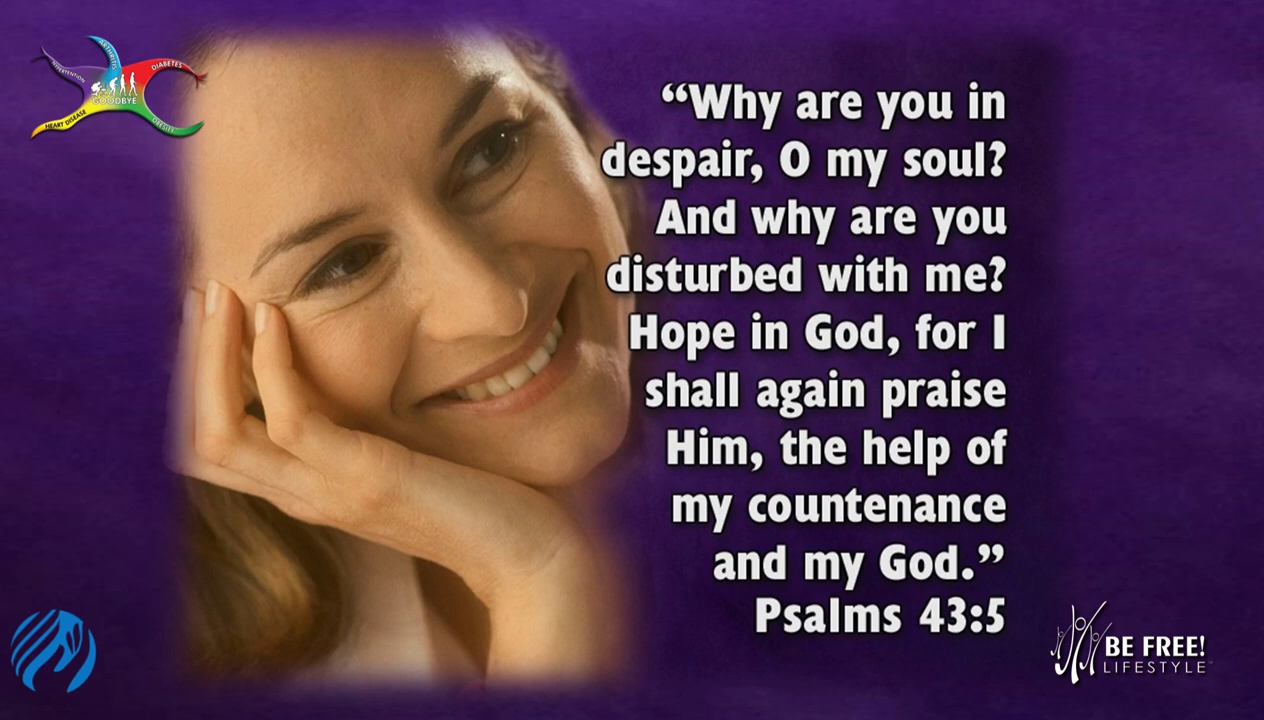 HYPERTENSION
ARTHRITIS
DIABETES
GOODBYE
HEART DISEASE
OBESITY
“Why are you in
despair, O my soul?
And why are you
disturbed with me?
Hope in God, for I
shall again praise
Him, the help of
my countenance
and my God.”
Psalms 43:5
BE FREE!
LIFESTYLE